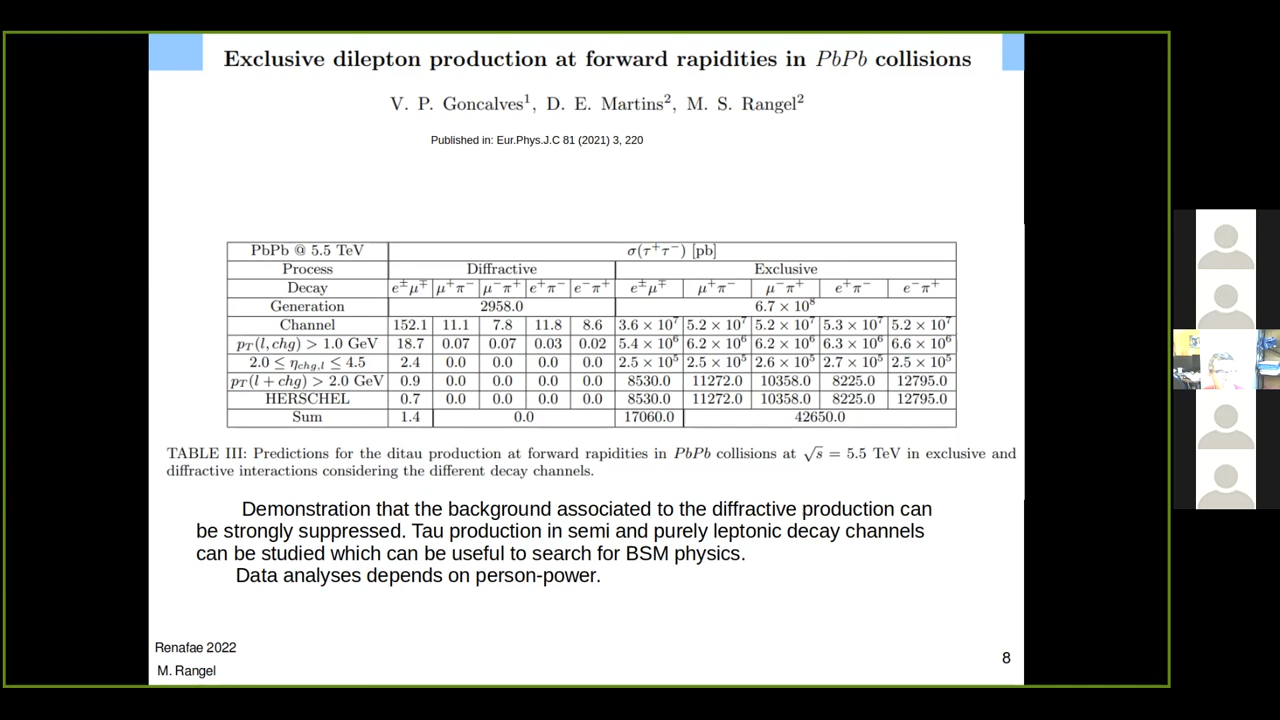 Exclusive dilepton production at forward rapidities in PbPb collisions
V. P. Goncalves¹, D. E. Martins², M. S. Rangel²
Published in: Eur.Phys.J.C 81 (2021) 3, 220
PbPb @ 5.5 TeV σ(τ⁺τ⁻) [pb]
Process Diffractive Exclusive
Decay e±μ∓ μ⁺π⁻ μ⁻π⁺ e⁺π⁻ e⁻π⁺ e±μ∓ μ⁺π⁻ μ⁻π⁺ e⁺π⁻ e⁻π⁺
Generation 2958.0 6.7 × 10⁸
Channel 152.1 11.1 7.8 11.8 8.6 3.6 × 10⁷ 5.2 × 10⁷ 5.2 × 10⁷ 5.3 × 10⁷ 5.2 × 10⁷
pT(l, chg) > 1.0 GeV 18.7 0.07 0.07 0.03 0.02 5.4 × 10⁶ 6.2 × 10⁶ 6.2 × 10⁶ 6.3 × 10⁶ 6.6 × 10⁶
2.0 ≤ ηchg,l ≤ 4.5 2.4 0.0 0.0 0.0 0.0 2.5 × 10⁵ 2.5 × 10⁵ 2.6 × 10⁵ 2.7 × 10⁵ 2.5 × 10⁵
pT(l + chg) > 2.0 GeV 0.9 0.0 0.0 0.0 0.0 8530.0 11272.0 10358.0 8225.0 12795.0
HERSCHEL 0.7 0.0 0.0 0.0 0.0 8530.0 11272.0 10358.0 8225.0 12795.0
Sum 1.4 0.0 17060.0 42650.0
TABLE III: Predictions for the ditau production at forward rapidities in PbPb collisions at √s = 5.5 TeV in exclusive and
diffractive interactions considering the different decay channels.
Demonstration that the background associated to the diffractive production can
be strongly suppressed. Tau production in semi and purely leptonic decay channels
can be studied which can be useful to search for BSM physics.
Data analyses depends on person-power.
Renafae 2022
M. Rangel
8